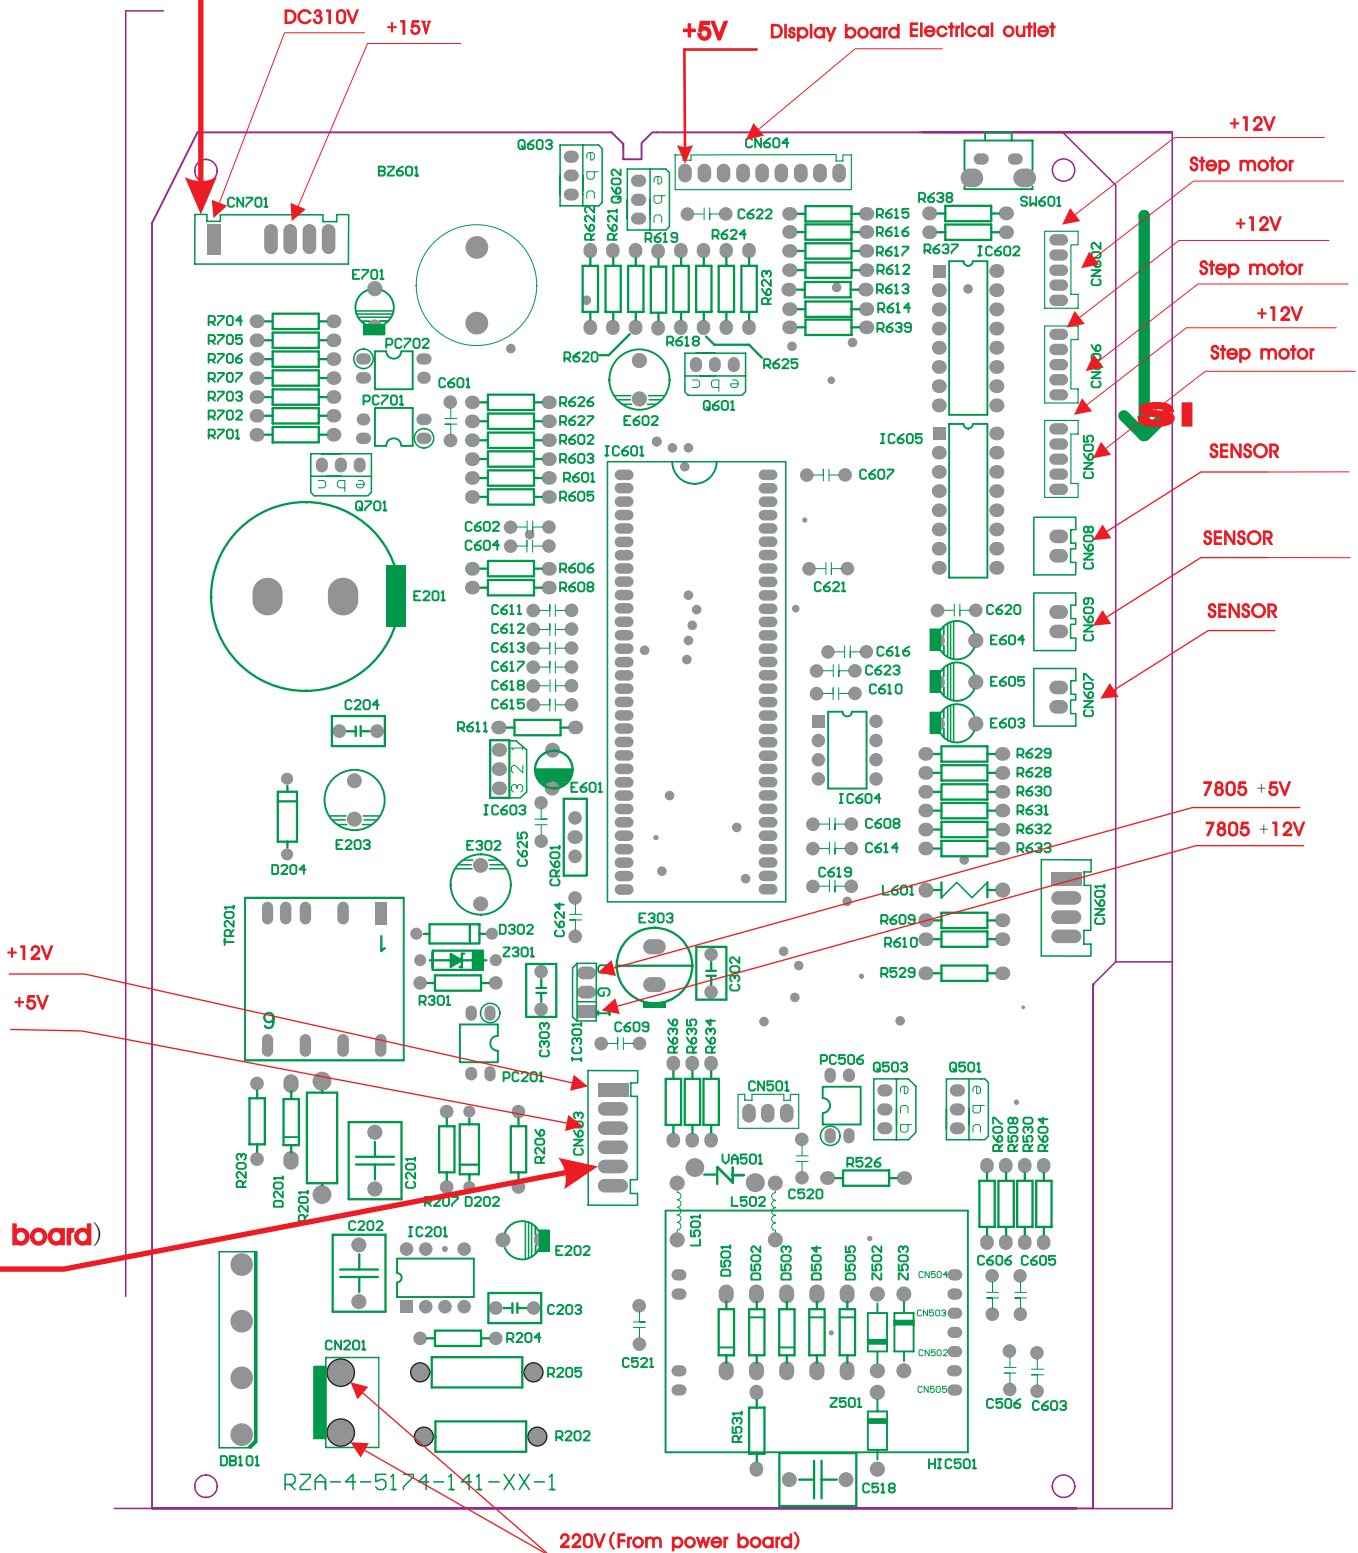 DC310V
+15V
+5V
Display board Electrical outlet
+12V
Step motor
+12V
Step motor
+12V
Step motor
SI
SENSOR
SENSOR
SENSOR
7805 +5V
7805 +12V
+12V
+5V
board)
220V(From power board)
Q603
e b c
Q602
e b c
CN604
BZ601
CN701
SW601
R638
R637
IC602
CN602
C622
R622
R621
R619
R624
R623
R615
R616
R617
R612
R613
R614
R639
E701
R704
R705
R706
R707
R703
R702
R701
PC702
PC701
C601
R620
R618
R625
E602
Q601
e b c
CN606
CN605
IC605
R626
R627
R602
R603
R601
R605
IC601
C607
Q701
e b c
C602
C604
R606
R608
C621
CN608
CN609
CN607
E201
C611
C612
C613
C617
C618
C615
C620
E604
E605
E603
C616
C623
C610
C204
R611
3 2 1
IC603
E601
IC604
R629
R628
R630
R631
R632
R633
E203
D204
C625
CR601
C608
C614
C619
E302
L601
CN601
R609
R610
R529
TR201
1
9
C624
E303
D302
Z301
R301
C303
IC301
G
C302
C609
PC201
R636
R635
R634
CN501
PC506
Q503
e c b
Q501
e b c
CN603
R203
D201
R201
C201
R207
D202
R206
VA501
L502
L501
C520
R526
R607
R508
R530
R604
C202
IC201
E202
C203
R204
R205
R202
C521
D501
D502
D503
D504
D505
Z502
Z503
CN504
CN503
CN502
CN505
C606
C605
C506
C603
CN201
DB101
R531
Z501
HIC501
C518
RZA-4-5174-141-XX-1